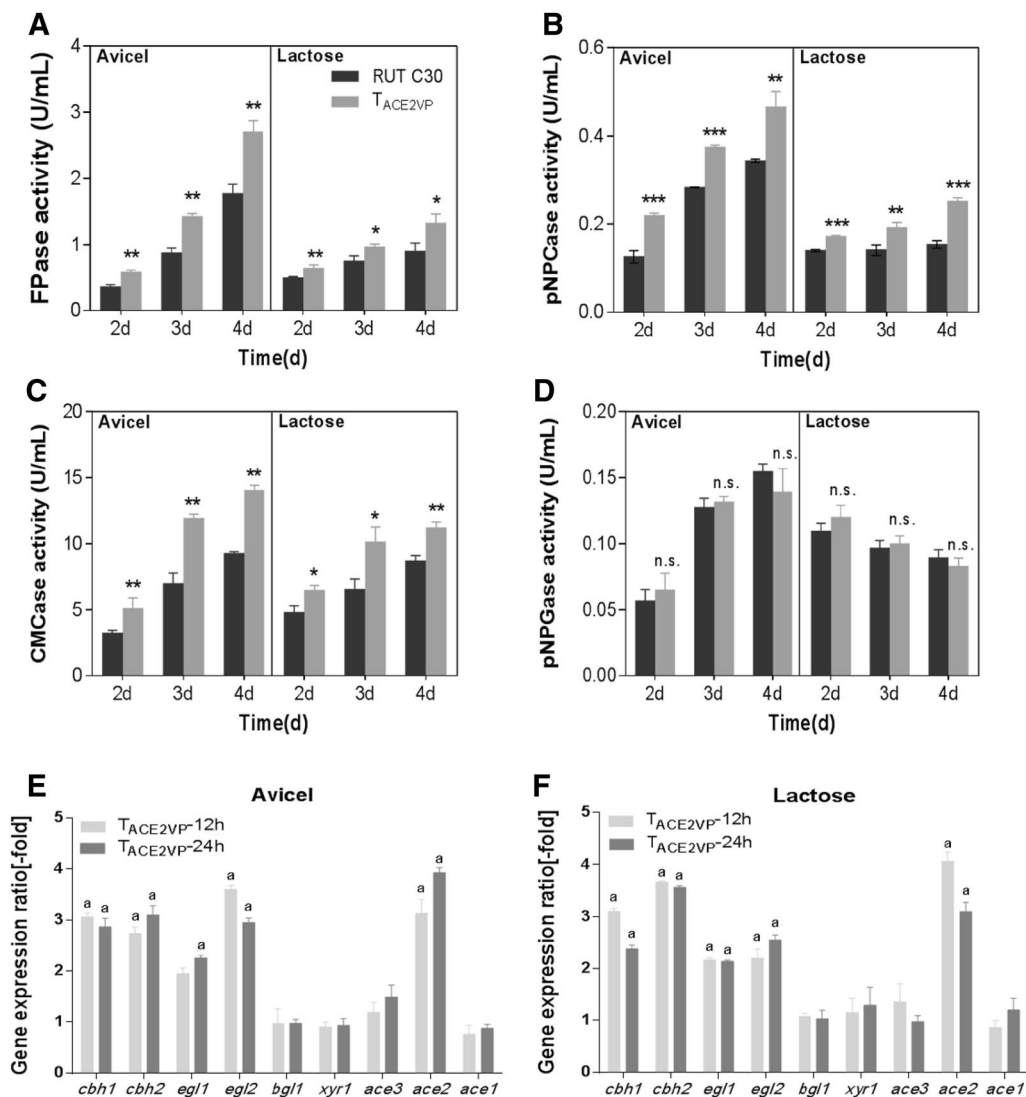 A
Avicel
Lactose
RUT C30
TACE2VP
FPase activity (U/mL)
4
3
2
1
0
**
**
**
**
*
*
2d 3d 4d 2d 3d 4d
Time(d)
B
Avicel
Lactose
pNPCase activity (U/mL)
0.6
0.4
0.2
0.0
***
***
**
***
**
***
2d 3d 4d 2d 3d 4d
Time(d)
C
Avicel
Lactose
CMCase activity (U/mL)
20
15
10
5
0
**
**
**
*
*
**
2d 3d 4d 2d 3d 4d
Time(d)
D
Avicel
Lactose
pNPGase activity (U/mL)
0.20
0.15
0.10
0.05
0.00
n.s.
n.s.
n.s.
n.s.
n.s.
n.s.
2d 3d 4d 2d 3d 4d
Time(d)
E
Avicel
TACE2VP-12h
TACE2VP-24h
Gene expression ratio[-fold]
5
4
3
2
1
0
a a a a a a a a a
cbh1 cbh2 egl1 egl2 bgl1 xyr1 ace3 ace2 ace1
F
Lactose
TACE2VP-12h
TACE2VP-24h
Gene expression ratio[-fold]
5
4
3
2
1
0
a a a a a a a a a a
cbh1 cbh2 egl1 egl2 bgl1 xyr1 ace3 ace2 ace1